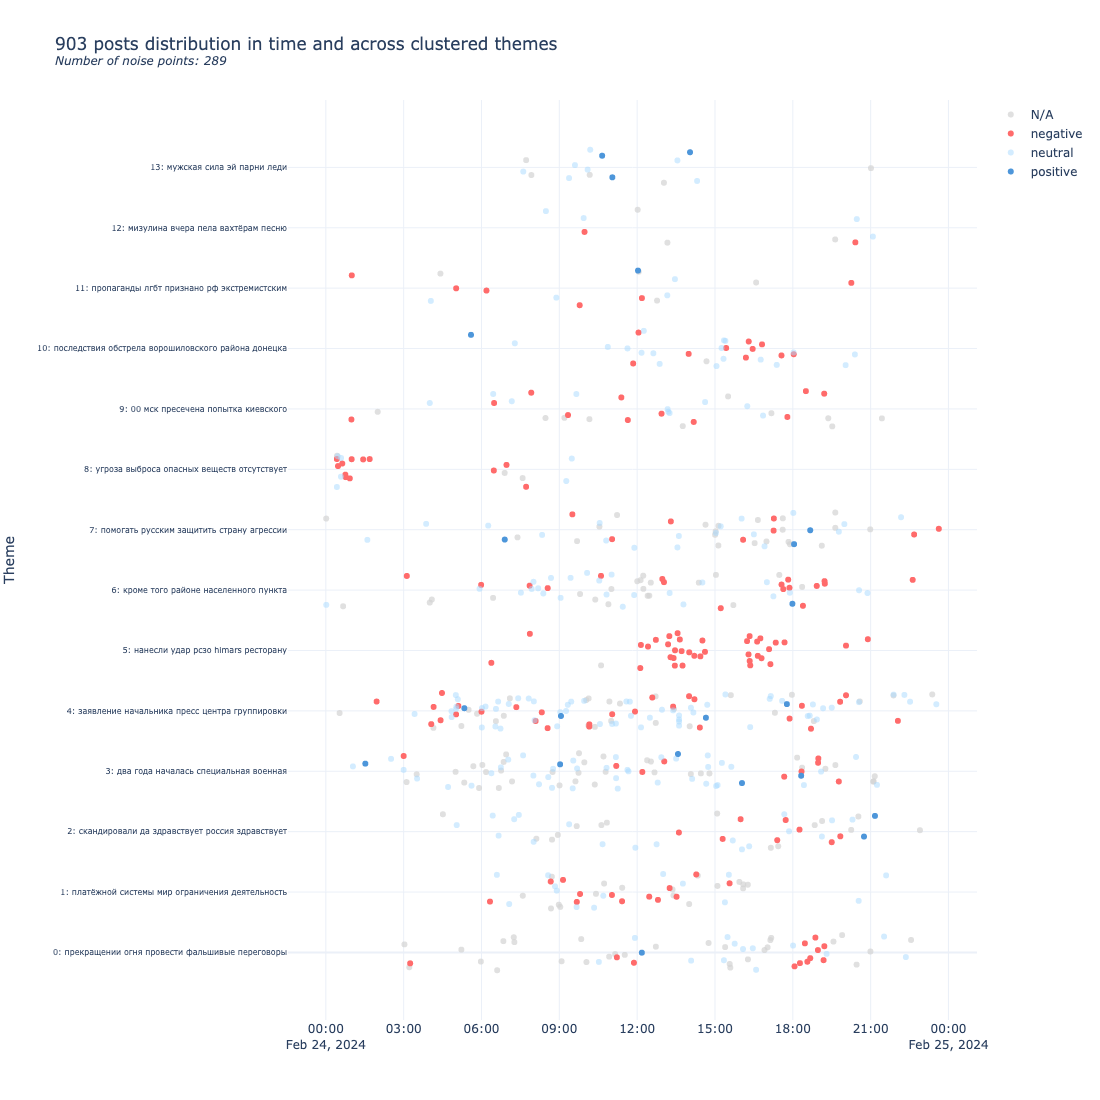 903 posts distribution in time and across clustered themes
Number of noise points: 289
N/A
negative
neutral
positive
Theme
13: мужская сила эй парни леди
12: мизулина вчера пела вахтёрам песню
11: пропаганды лгбт признано рф экстремистским
10: последствия обстрела ворошиловского района донецка
9: 00 мск пресечена попытка киевского
8: угроза выброса опасных веществ отсутствует
7: помогать русским защитить страну агрессии
6: кроме того районе населенного пункта
5: нанесли удар рсзо himars ресторану
4: заявление начальника пресс центра группировки
3: два года началась специальная военная
2: скандировали да здравствует россия здравствует
1: платёжной системы мир ограничения деятельность
0: прекращении огня провести фальшивые переговоры
00:00 03:00 06:00 09:00 12:00 15:00 18:00 21:00 00:00
Feb 24, 2024 Feb 25, 2024